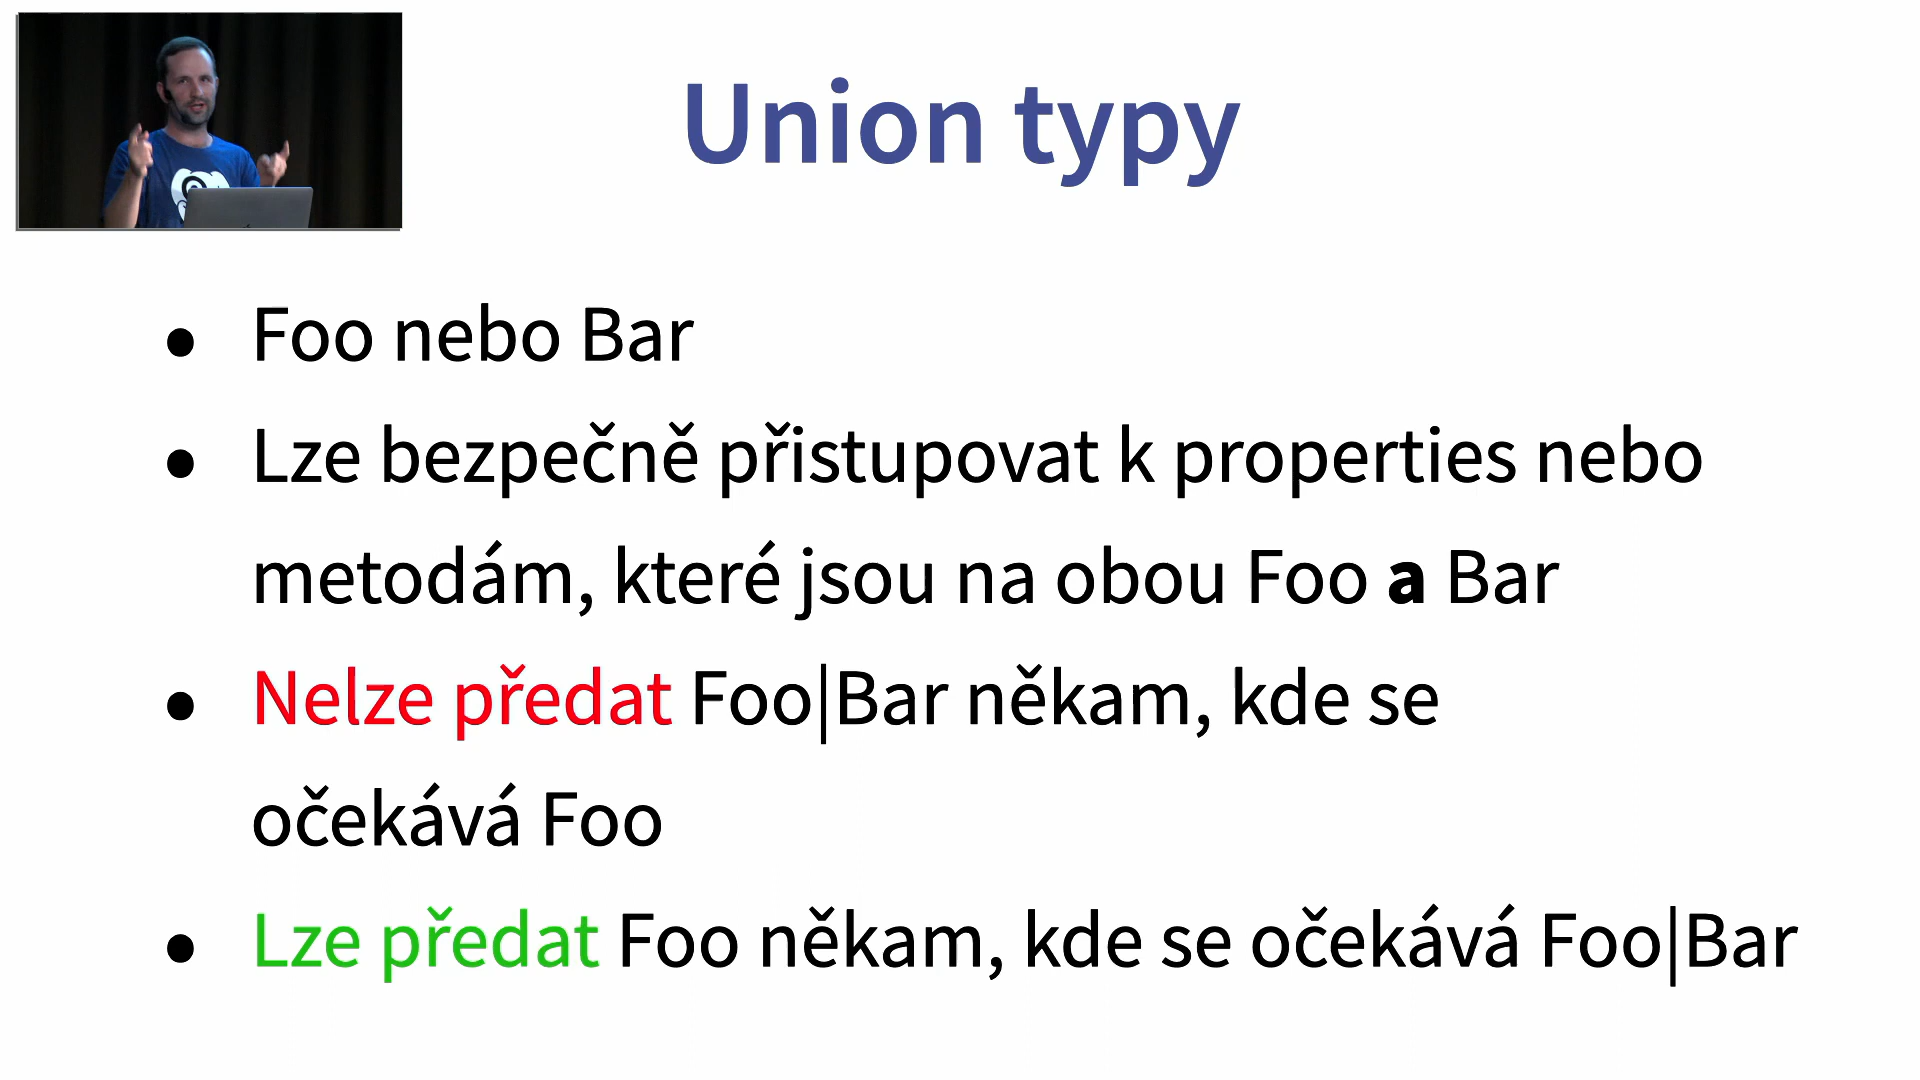 Union typy
Foo nebo Bar
Lze bezpečně přistupovat k properties nebo
metodám, které jsou na obou Foo a Bar
Nelze předat Foo|Bar někam, kde se
očekává Foo
Lze předat Foo někam, kde se očekává Foo|Bar